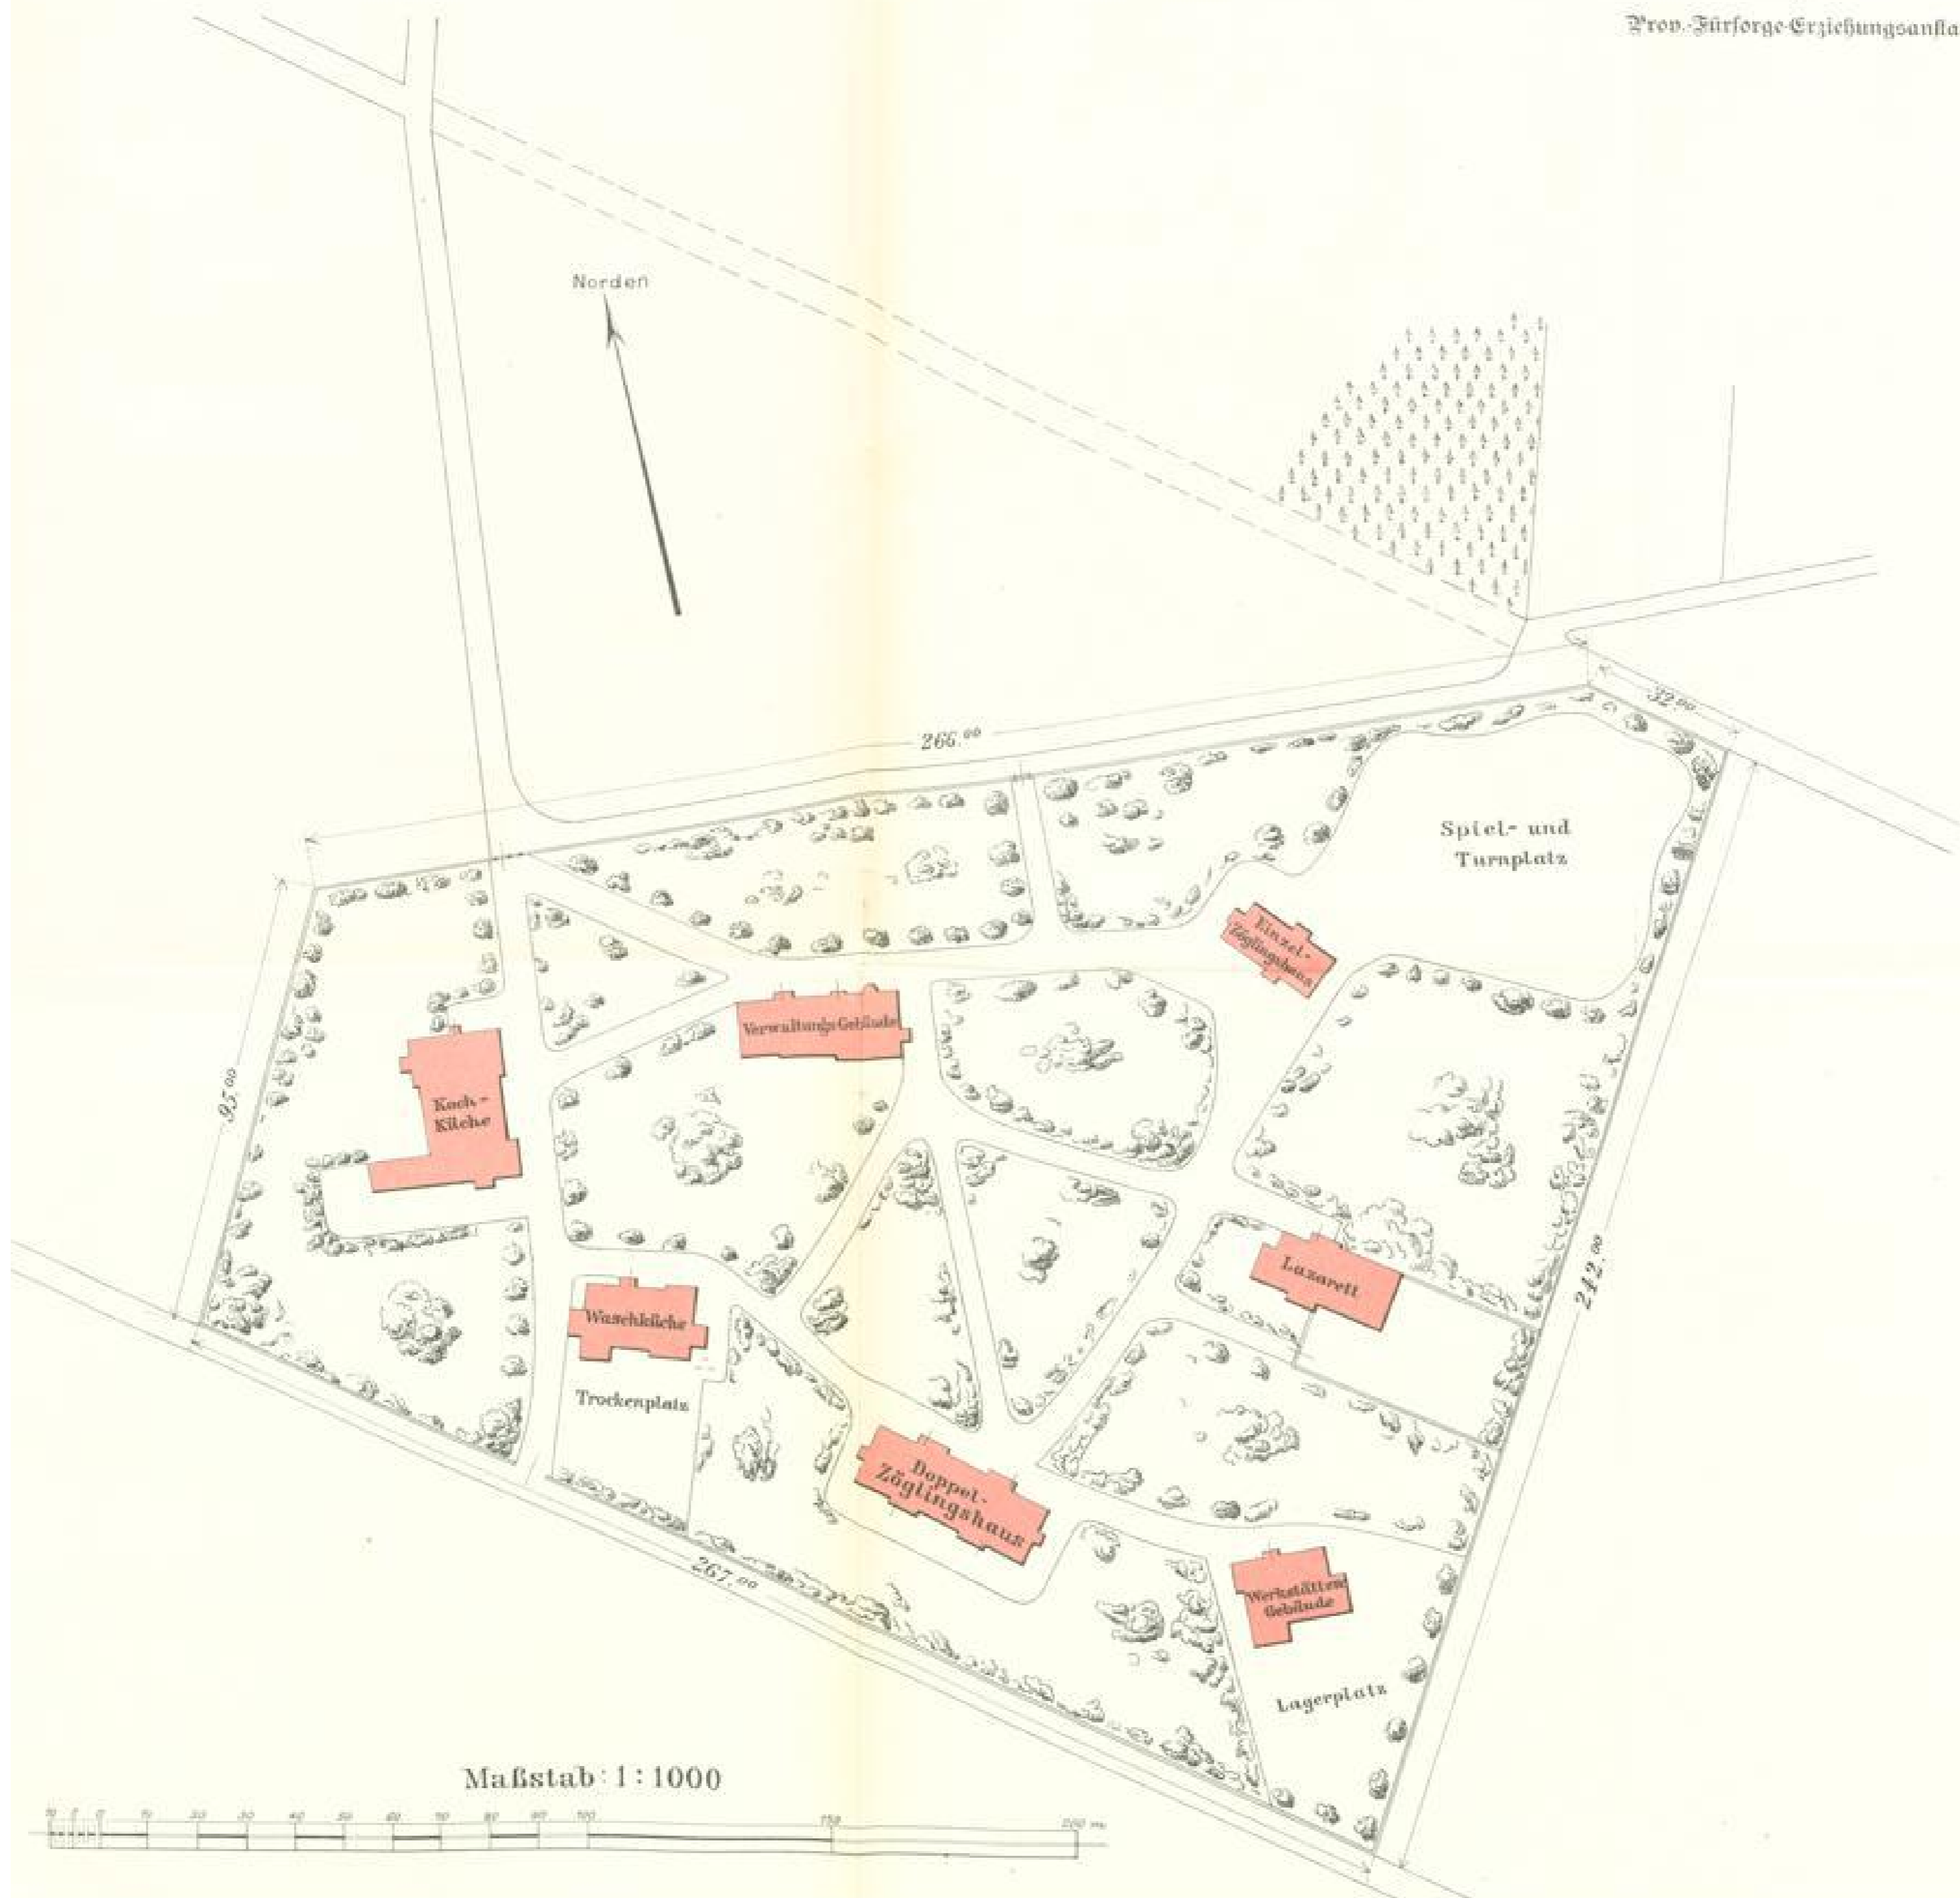 Prov.-Fürsorge-Erziehungsansta
Norden
32.00
266.00
Spiel- und
Turnplatz
Einzel-
Zöglingshaus
Verwaltungs-Gebäude
95.00
Koch-
Küche
Lazarett
242.00
Waschküche
Trockenplatz
Doppel-
Zöglingshaus
267.00
Werkstätten
Gebäude
Lagerplatz
Maßstab: 1:1000
10 5 0 10 20 30 40 50 60 70 80 90 100 150 200 m